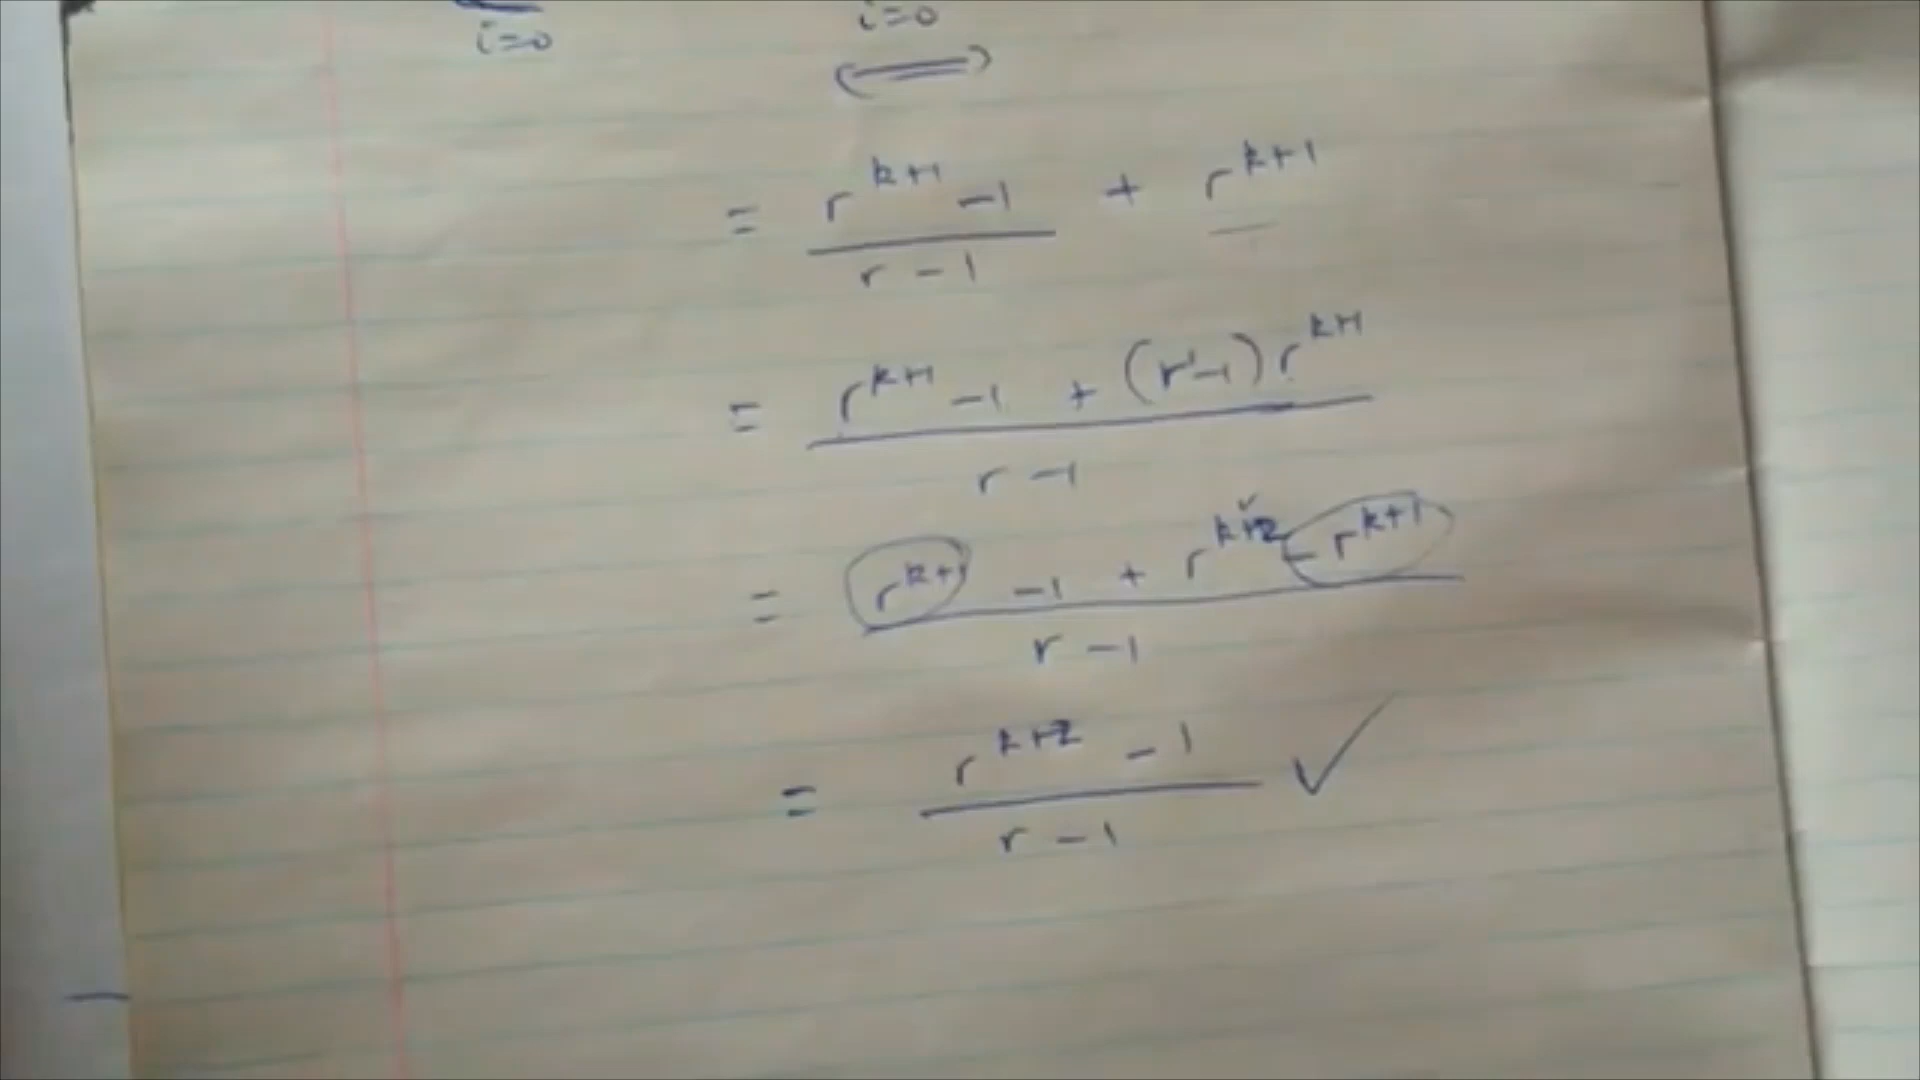 i=0 i=0
= r^{k+1} - 1 / r - 1 + r^{k+1}
= r^{k+1} - 1 + (r - 1) r^{k+1} / r - 1
= r^{k+1} - 1 + r^{k+2} - r^{k+1} / r - 1
= r^{k+2} - 1 / r - 1 ✓